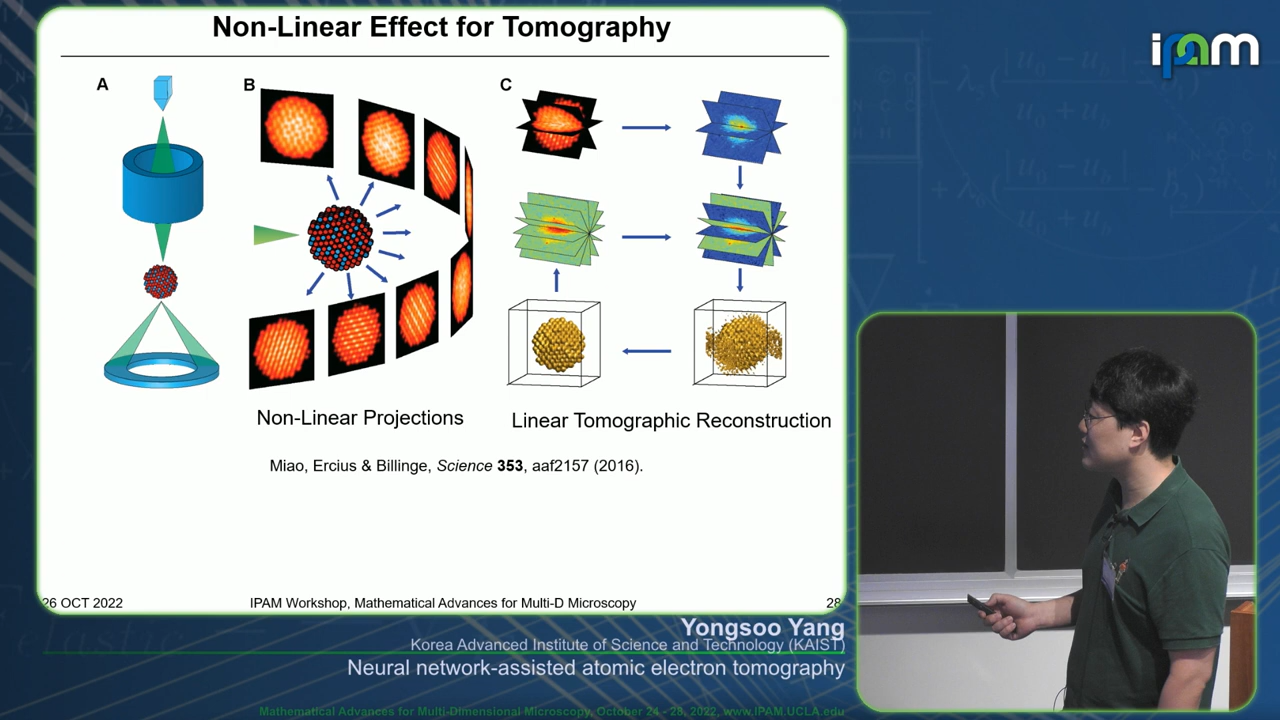 Non-Linear Effect for Tomography
A
B
C
Non-Linear Projections
Linear Tomographic Reconstruction
Miao, Ercius & Billinge, Science 353, aaf2157 (2016).
26 OCT 2022
IPAM Workshop, Mathematical Advances for Multi-D Microscopy
28
ipam
Yongsoo Yang
Korea Advanced Institute of Science and Technology (KAIST)
Neural network-assisted atomic electron tomography
Mathematical Advances for Multi-Dimensional Microscopy, October 24 - 28, 2022, www.IPAM.UCLA.edu